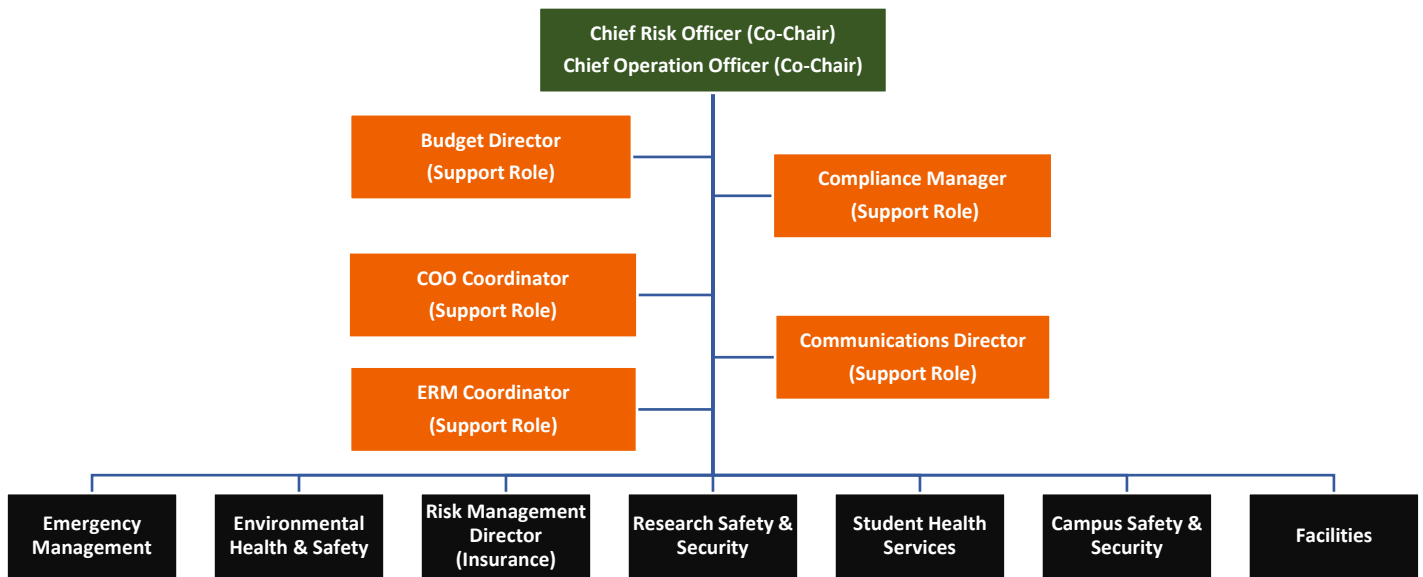 Chief Risk Officer (Co-Chair)
Chief Operation Officer (Co-Chair)
Budget Director
(Support Role)
Compliance Manager
(Support Role)
COO Coordinator
(Support Role)
Communications Director
(Support Role)
ERM Coordinator
(Support Role)
Emergency
Management
Environmental
Health & Safety
Risk Management
Director
(Insurance)
Research Safety &
Security
Student Health
Services
Campus Safety &
Security
Facilities